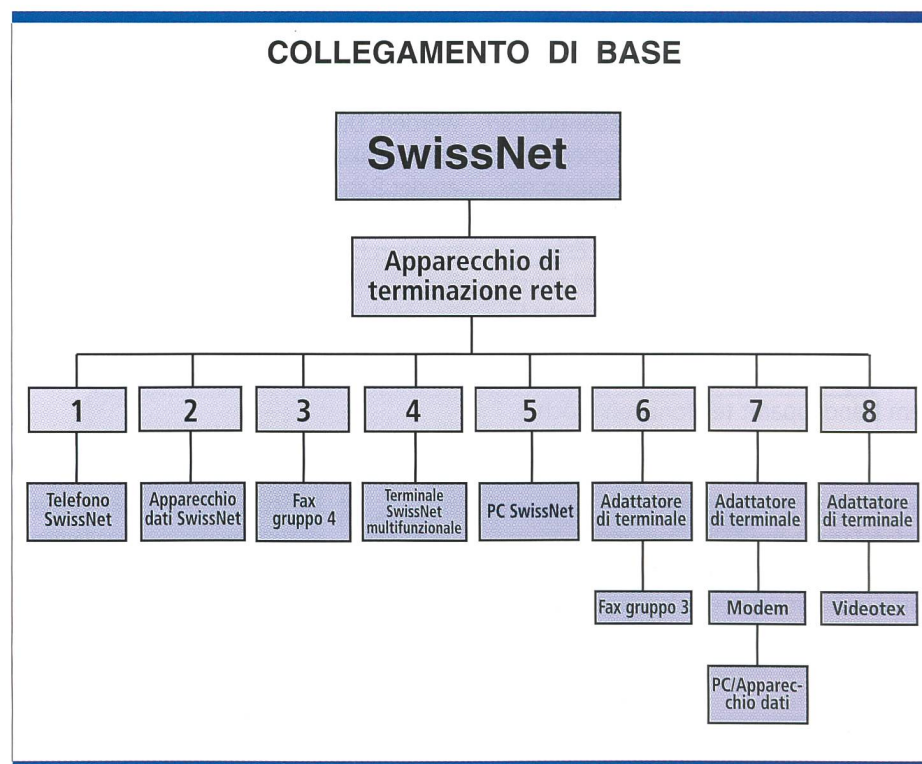 COLLEGAMENTO DI BASE
SwissNet
Apparecchio di
terminazione rete
1
2
3
4
5
6
7
8
Telefono
SwissNet
Apparecchio
dati SwissNet
Fax
gruppo 4
Terminale
SwissNet
multifunzionale
PC SwissNet
Adattatore
di terminale
Adattatore
di terminale
Adattatore
di terminale
Fax gruppo 3
Modem
Videotex
PC/Apparec-
chio dati